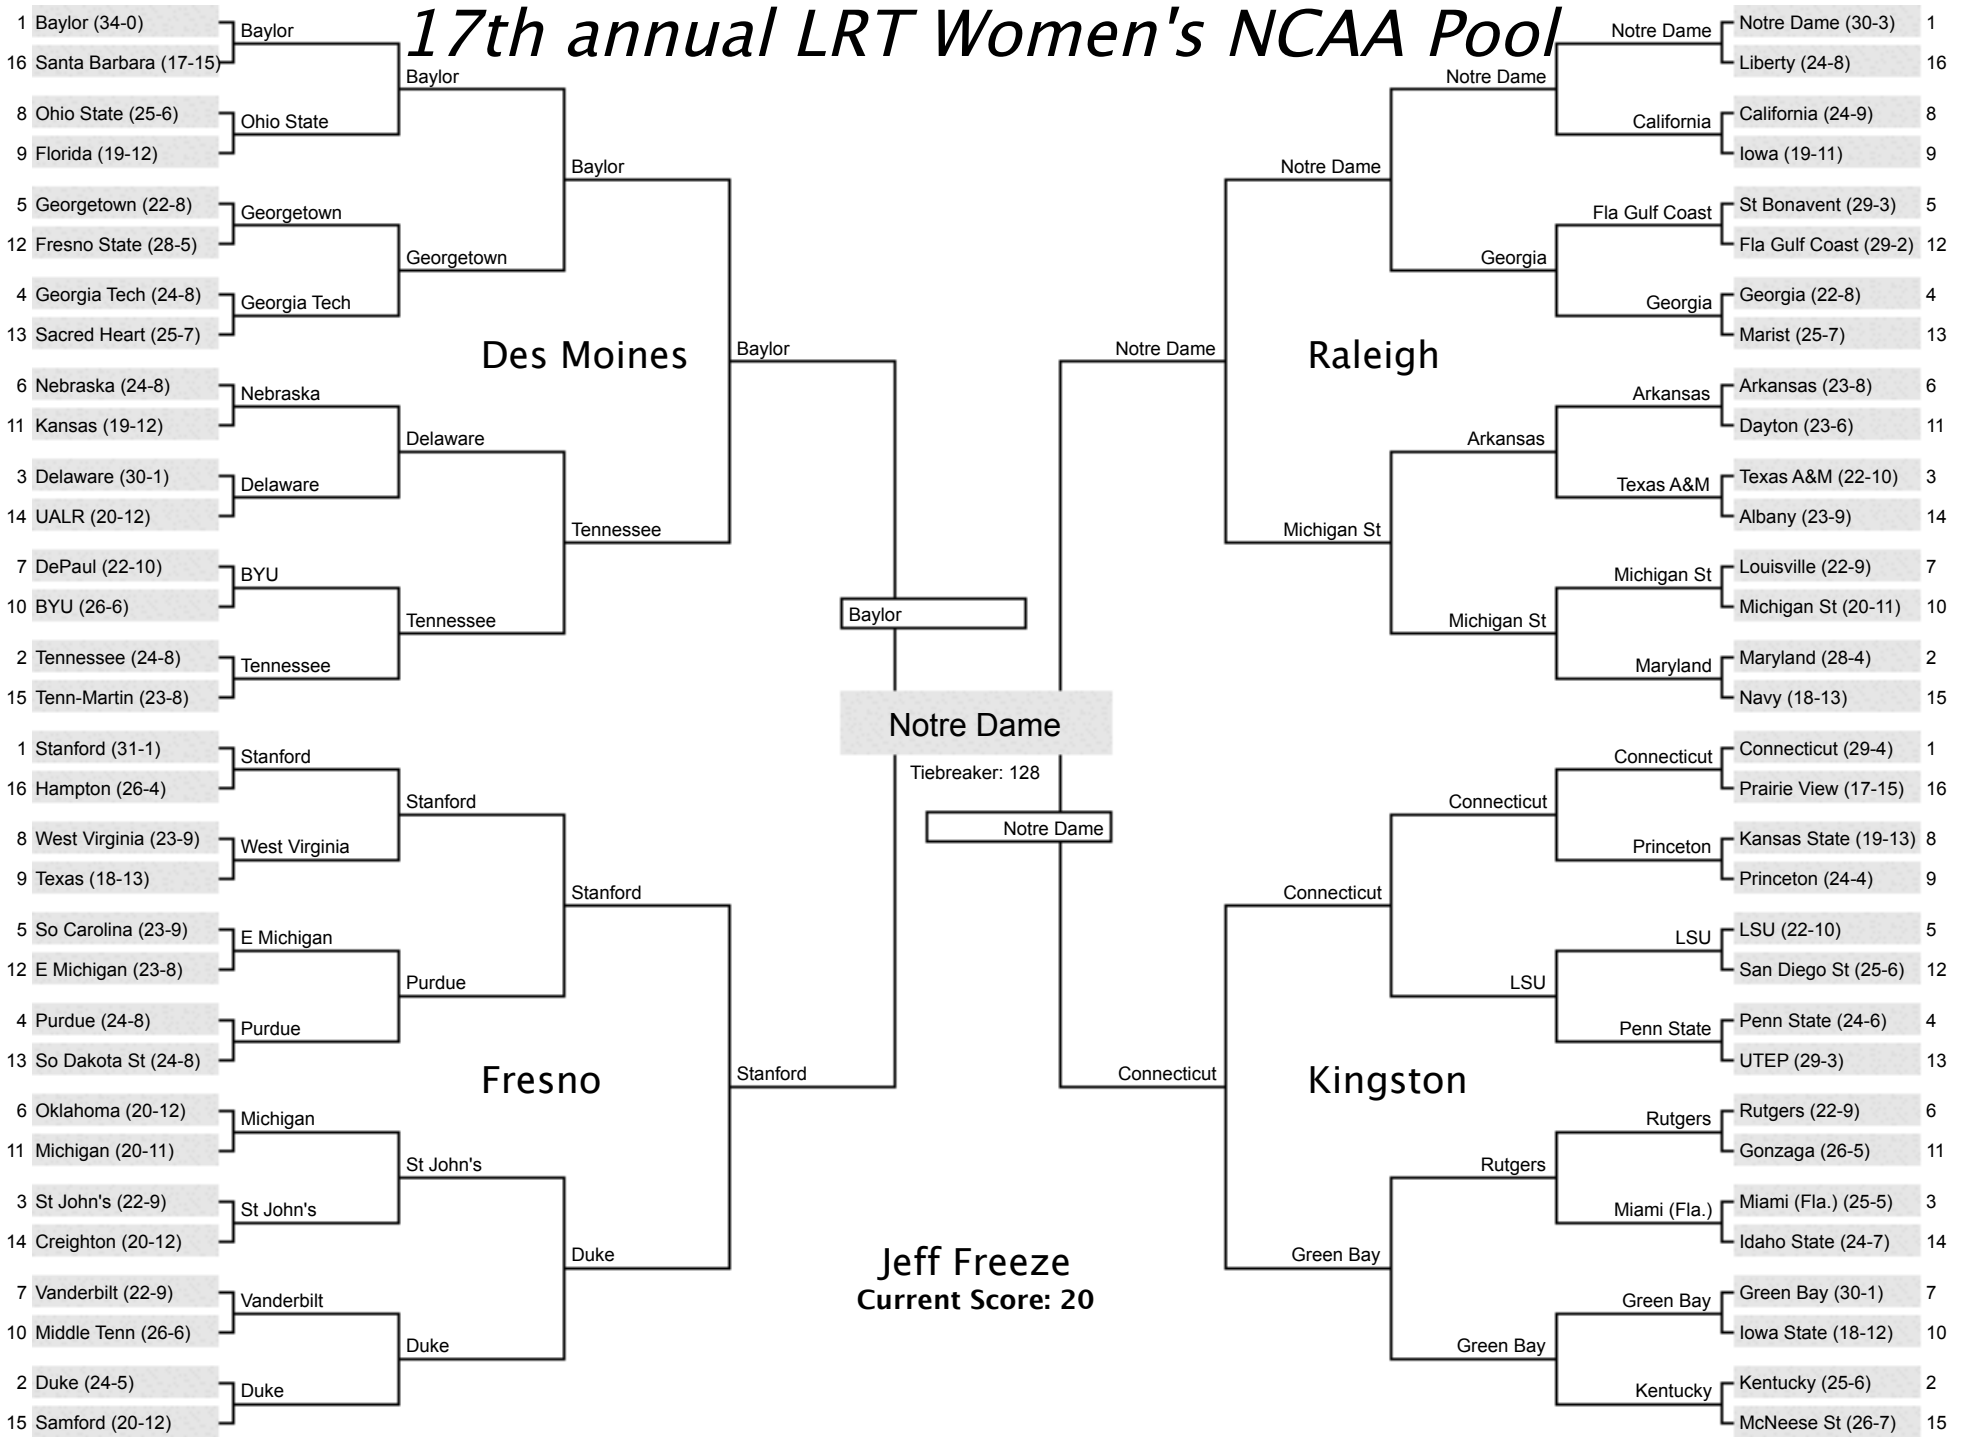 17th annual LRT Women's NCAA Pool
1 Baylor (34-0)
16 Santa Barbara (17-15)
8 Ohio State (25-6)
9 Florida (19-12)
5 Georgetown (22-8)
12 Fresno State (28-5)
4 Georgia Tech (24-8)
13 Sacred Heart (25-7)
6 Nebraska (24-8)
11 Kansas (19-12)
3 Delaware (30-1)
14 UALR (20-12)
7 DePaul (22-10)
10 BYU (26-6)
2 Tennessee (24-8)
15 Tenn-Martin (23-8)
Baylor
Ohio State
Georgetown
Georgia Tech
Nebraska
Delaware
BYU
Tennessee
Baylor
Georgetown
Delaware
Tennessee
Baylor
Tennessee
Des Moines
Baylor
1 Stanford (31-1)
16 Hampton (26-4)
8 West Virginia (23-9)
9 Texas (18-13)
5 So Carolina (23-9)
12 E Michigan (23-8)
4 Purdue (24-8)
13 So Dakota St (24-8)
6 Oklahoma (20-12)
11 Michigan (20-11)
3 St John's (22-9)
14 Creighton (20-12)
7 Vanderbilt (22-9)
10 Middle Tenn (26-6)
2 Duke (24-5)
15 Samford (20-12)
Stanford
West Virginia
E Michigan
Purdue
Michigan
St John's
Vanderbilt
Duke
Stanford
Purdue
St John's
Duke
Stanford
Duke
Fresno
Stanford
Baylor
Notre Dame
Tiebreaker: 128
Notre Dame
Jeff Freeze
Current Score: 20
Notre Dame (30-3) 1
Liberty (24-8) 16
California (24-9) 8
Iowa (19-11) 9
St Bonavent (29-3) 5
Fla Gulf Coast (29-2) 12
Georgia (22-8) 4
Marist (25-7) 13
Arkansas (23-8) 6
Dayton (23-6) 11
Texas A&M (22-10) 3
Albany (23-9) 14
Louisville (22-9) 7
Michigan St (20-11) 10
Maryland (28-4) 2
Navy (18-13) 15
Notre Dame
California
Fla Gulf Coast
Georgia
Arkansas
Texas A&M
Michigan St
Maryland
Notre Dame
Georgia
Arkansas
Michigan St
Notre Dame
Michigan St
Raleigh
Notre Dame
Connecticut (29-4) 1
Prairie View (17-15) 16
Kansas State (19-13) 8
Princeton (24-4) 9
LSU (22-10) 5
San Diego St (25-6) 12
Penn State (24-6) 4
UTEP (29-3) 13
Rutgers (22-9) 6
Gonzaga (26-5) 11
Miami (Fla.) (25-5) 3
Idaho State (24-7) 14
Green Bay (30-1) 7
Iowa State (18-12) 10
Kentucky (25-6) 2
McNeese St (26-7) 15
Connecticut
Princeton
LSU
Penn State
Rutgers
Miami (Fla.)
Green Bay
Kentucky
Connecticut
LSU
Rutgers
Green Bay
Connecticut
Green Bay
Kingston
Connecticut